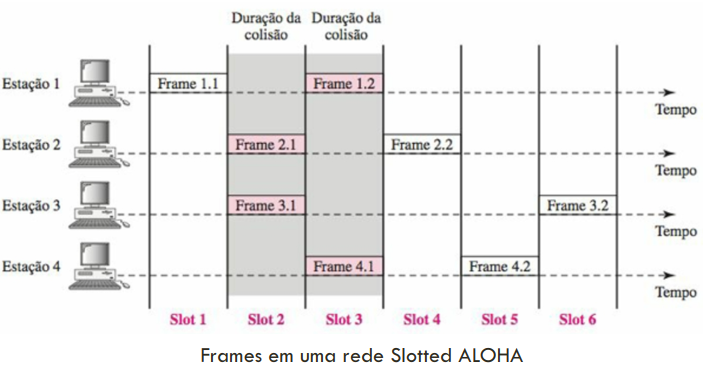 Duração da colisão
Duração da colisão
Estação 1
Frame 1.1
Frame 1.2
Tempo
Estação 2
Frame 2.1
Frame 2.2
Tempo
Estação 3
Frame 3.1
Frame 3.2
Tempo
Estação 4
Frame 4.1
Frame 4.2
Tempo
Slot 1
Slot 2
Slot 3
Slot 4
Slot 5
Slot 6
Frames em uma rede Slotted ALOHA